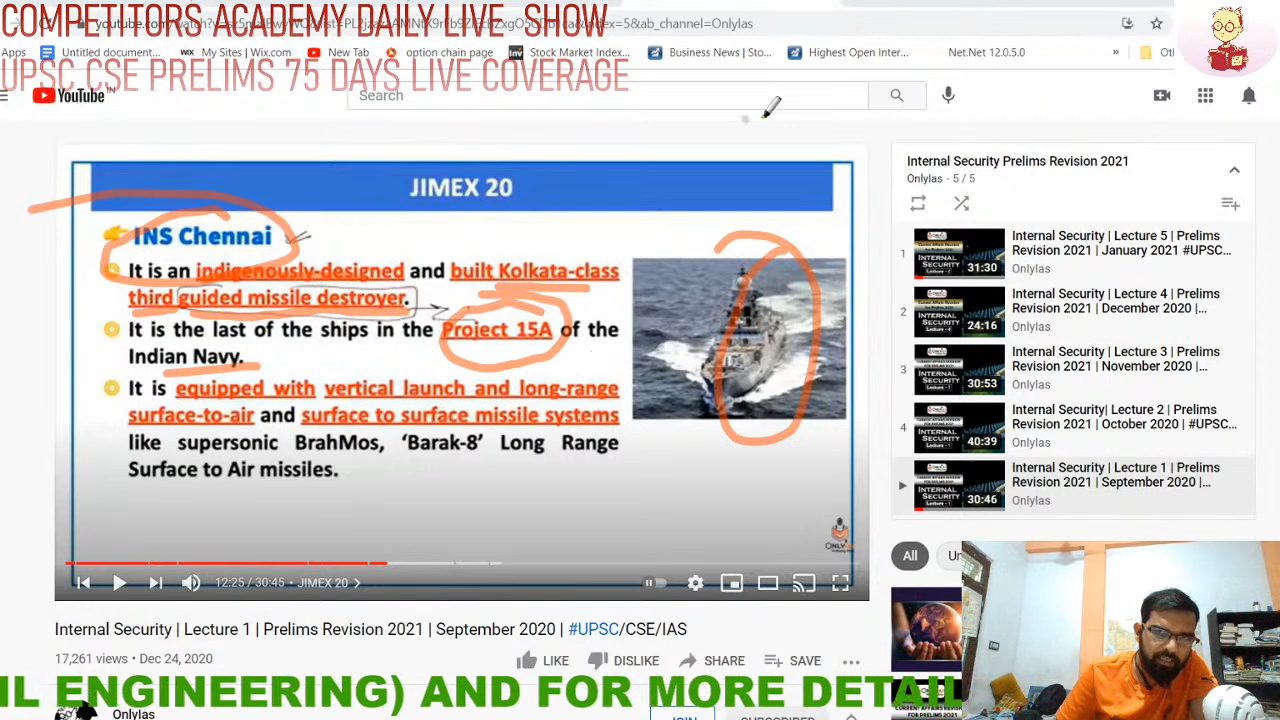 COMPETITORS ACADEMY DAILY LIVE SHOW
Onlylas
Apps Untitled document... My Sites | Wix.com New Tab option chain page Stock Market Index... Business News | St... Highest Open Inter... Net.Net 12.0.5.0 »
UPSC CSE PRELIMS 75 DAYS LIVE COVERAGE
YouTube IN
Search
JIMEX 20
INS Chennai
It is an indigenously-designed and built Kolkata-class
third guided missile destroyer.
It is the last of the ships in the Project 15A of the
Indian Navy.
It is equipped with vertical launch and long-range
surface-to-air and surface to surface missile systems
like supersonic BrahMos, ‘Barak-8’ Long Range
Surface to Air missiles.
12:25 / 30:45 • JIMEX 20 >
Internal Security Prelims Revision 2021
Onlylas - 5 / 5
1
Internal Security | Lecture 5 | Prelims
Revision 2021 | January 2021 #UPSC...
Onlylas
31:30
2
Internal Security | Lecture 4 | Prelims
Revision 2021 | December 2020 |...
Onlylas
24:16
3
Internal Security | Lecture 3 | Prelims
Revision 2021 | November 2020 |...
Onlylas
30:53
4
Internal Security| Lecture 2 | Prelims
Revision 2021 | October 2020 | #UPSC...
Onlylas
40:39
Internal Security | Lecture 1 | Prelims
Revision 2021 | September 2020 |...
Onlylas
30:46
All
Internal Security | Lecture 1 | Prelims Revision 2021 | September 2020 | #UPSC/CSE/IAS
17,261 views • Dec 24, 2020
LIKE DISLIKE SHARE SAVE ...
IL ENGINEERING) AND FOR MORE DETAIL
Onlylas
JOIN SUBSCRIBED